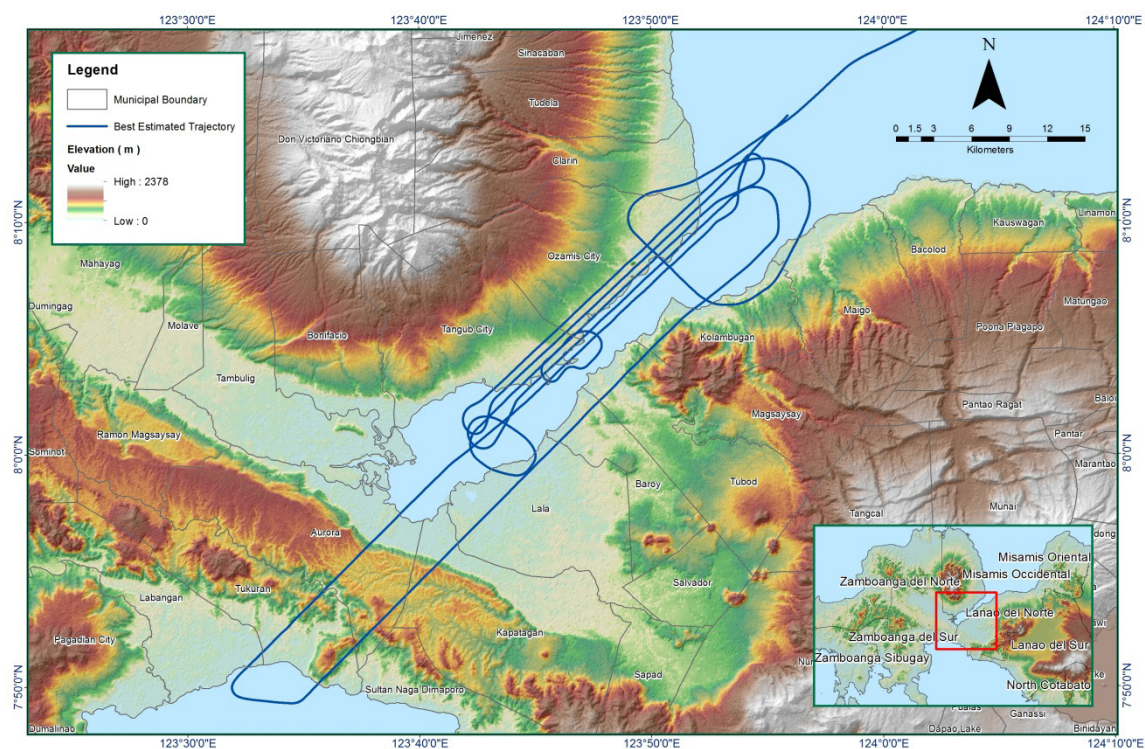 123°30'0"E 123°40'0"E 123°50'0"E 124°0'0"E 124°10'0"E
Legend
Municipal Boundary
Best Estimated Trajectory
Elevation ( m )
Value
High : 2378
Low : 0
N
0 1.5 3 6 9 12 15
Kilometers
Jimenez
Sinacaban
Tudela
Don Victoriano Chiongbian
Clarin
8°10'0"N
8°10'0"N
Linamon
Kauswagan
Bacolod
Ozamis City
Mahayag
Dumingag
Molave
Bonifacio
Tangub City
Maigo
Matungao
Poona Piagapo
Kolambugan
Tambulig
Magsaysay
Pantao Ragat
Baloi
Ramon Magsaysay
Pantar
8°0'0"N
8°0'0"N
Sominot
Marantao
Baroy
Tubod
Lala
Munai
Tangcal
Aurora
Salvador
Tukuran
Labangan
Kapatagan
Pagadian City
Sapad
Sultan Naga Dimaporo
7°50'0"N
7°50'0"N
Dumalinao
Misamis Oriental
Zamboanga del Norte
Misamis Occidental
Lanao del Norte
Zamboanga del Sur
Lanao del Sur
Zamboanga Sibugay
North Cotabato
Ganassi
Dapao Lake
Binidayan
123°30'0"E 123°40'0"E 123°50'0"E 124°0'0"E 124°10'0"E